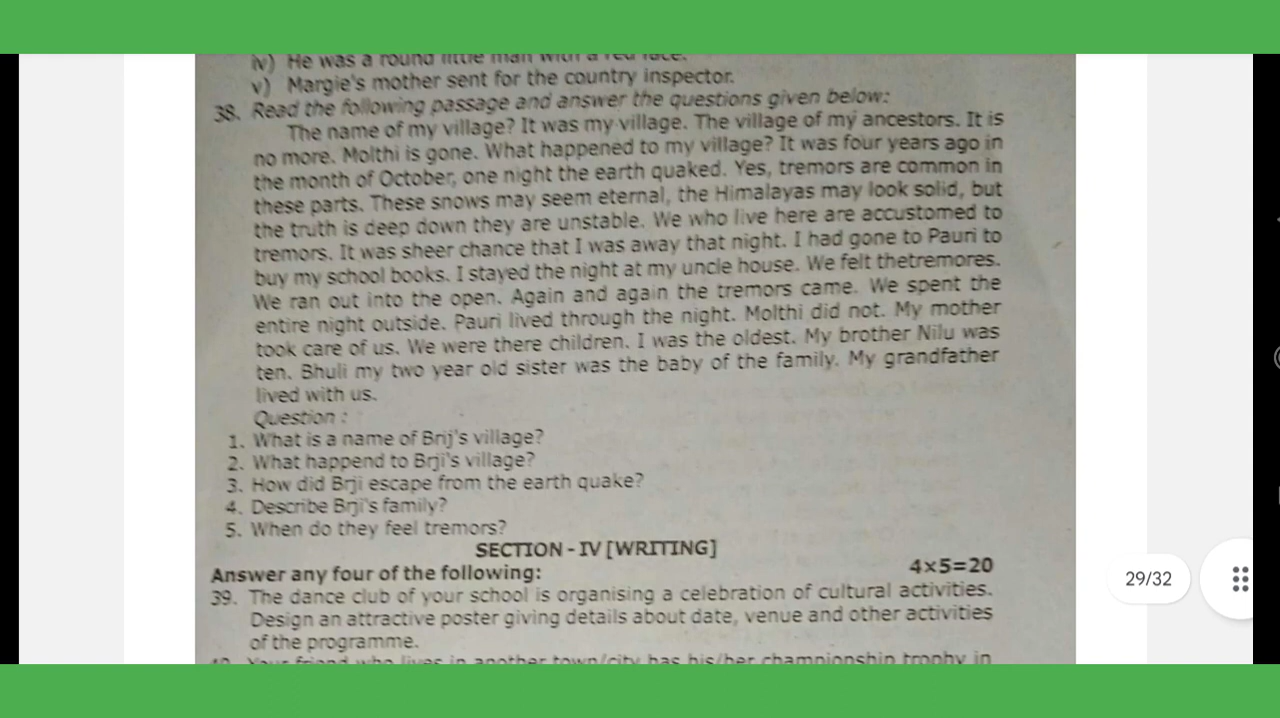 iv) He was a round little man with a red face.
v) Margie's mother sent for the country inspector.
38. Read the following passage and answer the questions given below:
The name of my village? It was my village. The village of my ancestors. It is
no more. Molthi is gone. What happened to my village? It was four years ago in
the month of October, one night the earth quaked. Yes, tremors are common in
these parts. These snows may seem eternal, the Himalayas may look solid, but
the truth is deep down they are unstable. We who live here are accustomed to
tremors. It was sheer chance that I was away that night. I had gone to Pauri to
buy my school books. I stayed the night at my uncle house. We felt thetremores.
We ran out into the open. Again and again the tremors came. We spent the
entire night outside. Pauri lived through the night. Molthi did not. My mother
took care of us. We were there children. I was the oldest. My brother Nilu was
ten. Bhuli my two year old sister was the baby of the family. My grandfather
lived with us.
Question :
1. What is a name of Brij's village?
2. What happend to Brji's village?
3. How did Brji escape from the earth quake?
4. Describe Brji's family?
5. When do they feel tremors?
SECTION - IV [WRITING]
Answer any four of the following: 4×5=20
39. The dance club of your school is organising a celebration of cultural activities.
Design an attractive poster giving details about date, venue and other activities
of the programme.
40. Your friend who lives in another town/city has his/her championship trophy in
29/32